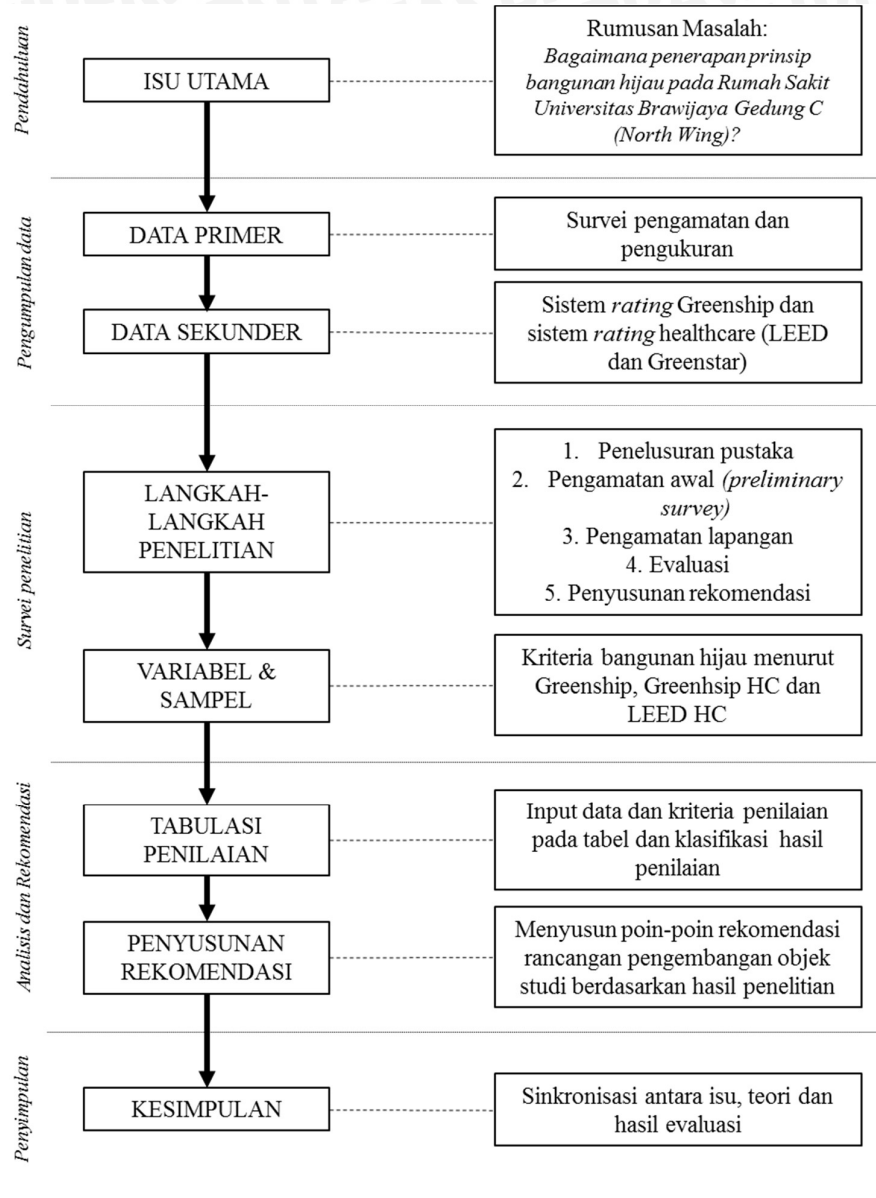 Pendahuluan
ISU UTAMA
Rumusan Masalah:
Bagaimana penerapan prinsip
bangunan hijau pada Rumah Sakit
Universitas Brawijaya Gedung C
(North Wing)?
Pengumpulan data
DATA PRIMER
Survei pengamatan dan
pengukuran
DATA SEKUNDER
Sistem rating Greenship dan
sistem rating healthcare (LEED
dan Greenstar)
Survei penelitian
LANGKAH-
LANGKAH
PENELITIAN
1. Penelusuran pustaka
2. Pengamatan awal (preliminary
survey)
3. Pengamatan lapangan
4. Evaluasi
5. Penyusunan rekomendasi
VARIABEL &
SAMPEL
Kriteria bangunan hijau menurut
Greenship, Greenhsip HC dan
LEED HC
Analisis dan Rekomendasi
TABULASI
PENILAIAN
Input data dan kriteria penilaian
pada tabel dan klasifikasi hasil
penilaian
PENYUSUNAN
REKOMENDASI
Menyusun poin-poin rekomendasi
rancangan pengembangan objek
studi berdasarkan hasil penelitian
Penyimpulan
KESIMPULAN
Sinkronisasi antara isu, teori dan
hasil evaluasi